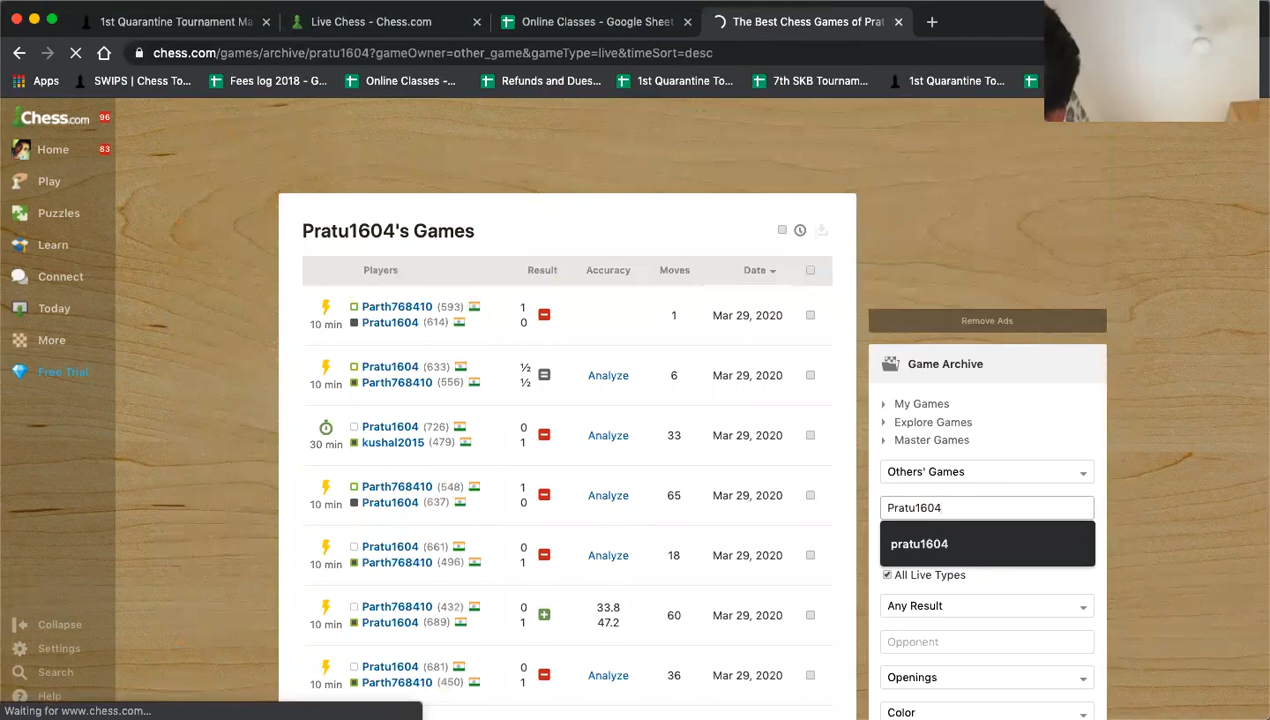 1st Quarantine Tournament Ma
Live Chess - Chess.com
Online Classes - Google Sheet
The Best Chess Games of Prat
chess.com/games/archive/pratu1604?gameOwner=other_game&gameType=live&timeSort=desc
Apps
SWIPS | Chess To...
Fees log 2018 - G...
Online Classes -...
Refunds and Dues...
1st Quarantine To...
7th SKB Tournam...
1st Quarantine To...
Chess.com 96
Home 83
Play
Puzzles
Learn
Connect
Today
More
Free Trial
Collapse
Settings
Search
Help
Waiting for www.chess.com...
Pratu1604's Games
Players Result Accuracy Moves Date
Parth768410 (593) 1
10 min Pratu1604 (614) 0 1 Mar 29, 2020
Pratu1604 (633) ½
10 min Parth768410 (556) ½ Analyze 6 Mar 29, 2020
Pratu1604 (726) 0
30 min kushal2015 (479) 1 Analyze 33 Mar 29, 2020
Parth768410 (548) 1
10 min Pratu1604 (637) 0 Analyze 65 Mar 29, 2020
Pratu1604 (661) 0
10 min Parth768410 (496) 1 Analyze 18 Mar 29, 2020
Parth768410 (432) 0 33.8
10 min Pratu1604 (689) 1 47.2 60 Mar 29, 2020
Pratu1604 (681) 0
10 min Parth768410 (450) 1 Analyze 36 Mar 29, 2020
Remove Ads
Game Archive
My Games
Explore Games
Master Games
Others' Games
Pratu1604
pratu1604
All Live Types
Any Result
Opponent
Openings
Color